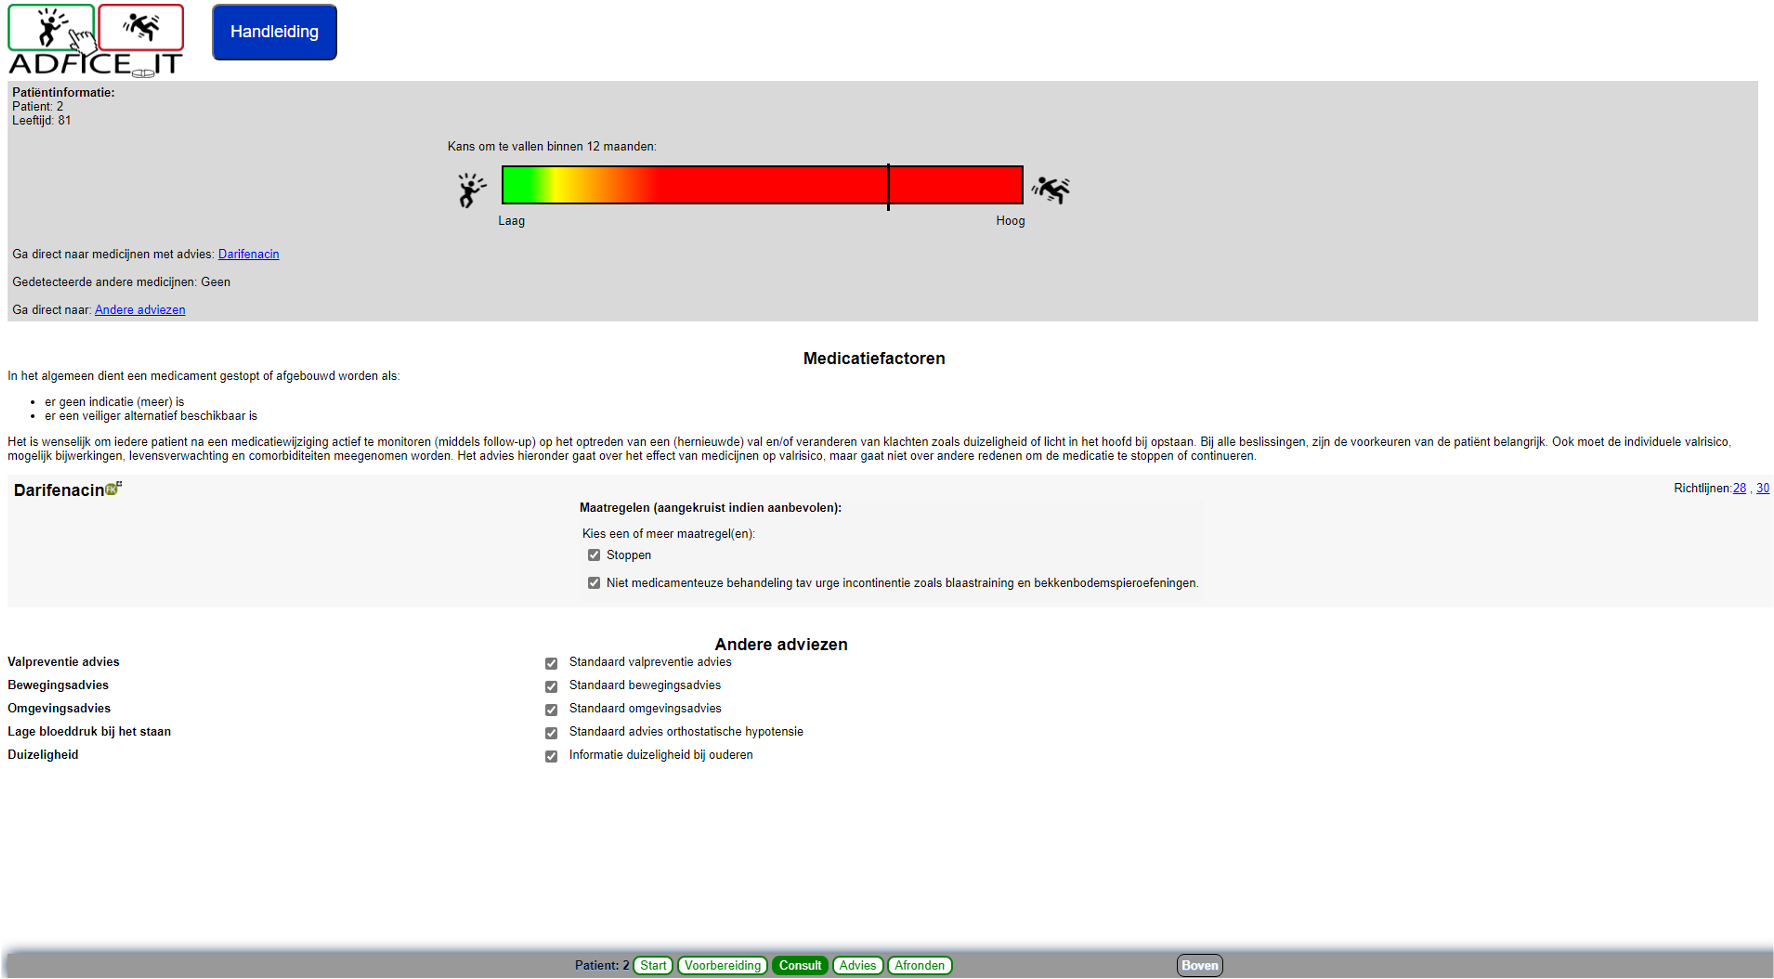 ADFICE_IT
Handleiding
Patiëntinformatie:
Patient: 2
Leeftijd: 81
Kans om te vallen binnen 12 maanden:
Laag Hoog
Ga direct naar medicijnen met advies: Darifenacin
Gedetecteerde andere medicijnen: Geen
Ga direct naar: Andere adviezen
Medicatiefactoren
In het algemeen dient een medicament gestopt of afgebouwd worden als:
• er geen indicatie (meer) is
• er een veiliger alternatief beschikbaar is
Het is wenselijk om iedere patient na een medicatiewijziging actief te monitoren (middels follow-up) op het optreden van een (hernieuwde) val en/of veranderen van klachten zoals duizeligheid of licht in het hoofd bij opstaan. Bij alle beslissingen, zijn de voorkeuren van de patiënt belangrijk. Ook moet de individuele valrisico,
mogelijk bijwerkingen, levensverwachting en comorbiditeiten meegenomen worden. Het advies hieronder gaat over het effect van medicijnen op valrisico, maar gaat niet over andere redenen om de medicatie te stoppen of continueren.
Darifenacin FK Richtlijnen:28 , 30
Maatregelen (aangekruist indien aanbevolen):
Kies een of meer maatregel(en):
Stoppen
Niet medicamenteuze behandeling tav urge incontinentie zoals blaastraining en bekkenbodemspieroefeningen.
Andere adviezen
Valpreventie advies Standaard valpreventie advies
Bewegingsadvies Standaard bewegingsadvies
Omgevingsadvies Standaard omgevingsadvies
Lage bloeddruk bij het staan Standaard advies orthostatische hypotensie
Duizeligheid Informatie duizeligheid bij ouderen
Patient: 2 Start Voorbereiding Consult Advies Afronden Boven